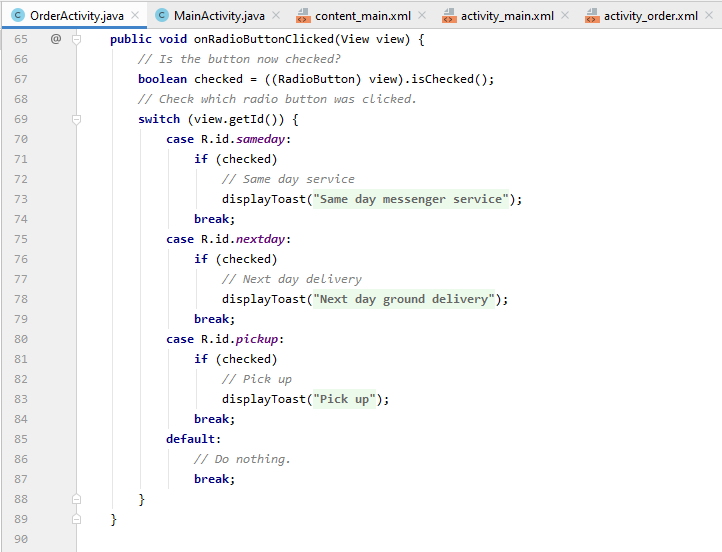 OrderActivity.java MainActivity.java content_main.xml activity_main.xml activity_order.xml
65 @ public void onRadioButtonClicked(View view) {
66 // Is the button now checked?
67 boolean checked = ((RadioButton) view).isChecked();
68 // Check which radio button was clicked.
69 switch (view.getId()) {
70 case R.id.sameday:
71 if (checked)
72 // Same day service
73 displayToast("Same day messenger service");
74 break;
75 case R.id.nextday:
76 if (checked)
77 // Next day delivery
78 displayToast("Next day ground delivery");
79 break;
80 case R.id.pickup:
81 if (checked)
82 // Pick up
83 displayToast("Pick up");
84 break;
85 default:
86 // Do nothing.
87 break;
88 }
89 }
90